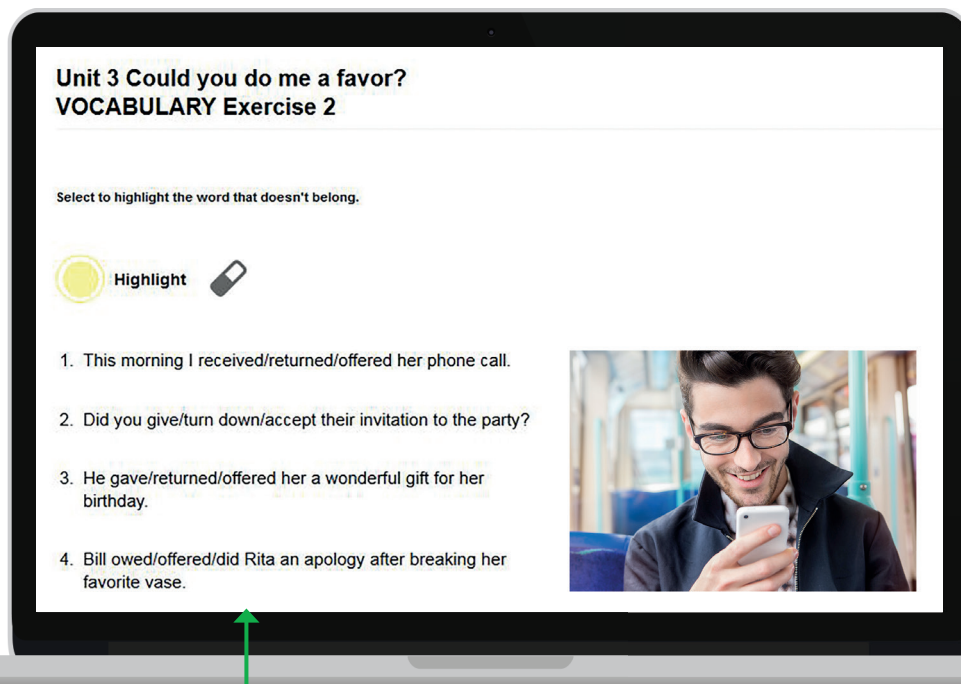 Unit 3 Could you do me a favor?
VOCABULARY Exercise 2
Select to highlight the word that doesn't belong.
Highlight
1. This morning I received/returned/offered her phone call.
2. Did you give/turn down/accept their invitation to the party?
3. He gave/returned/offered her a wonderful gift for her
birthday.
4. Bill owed/offered/did Rita an apology after breaking her
favorite vase.